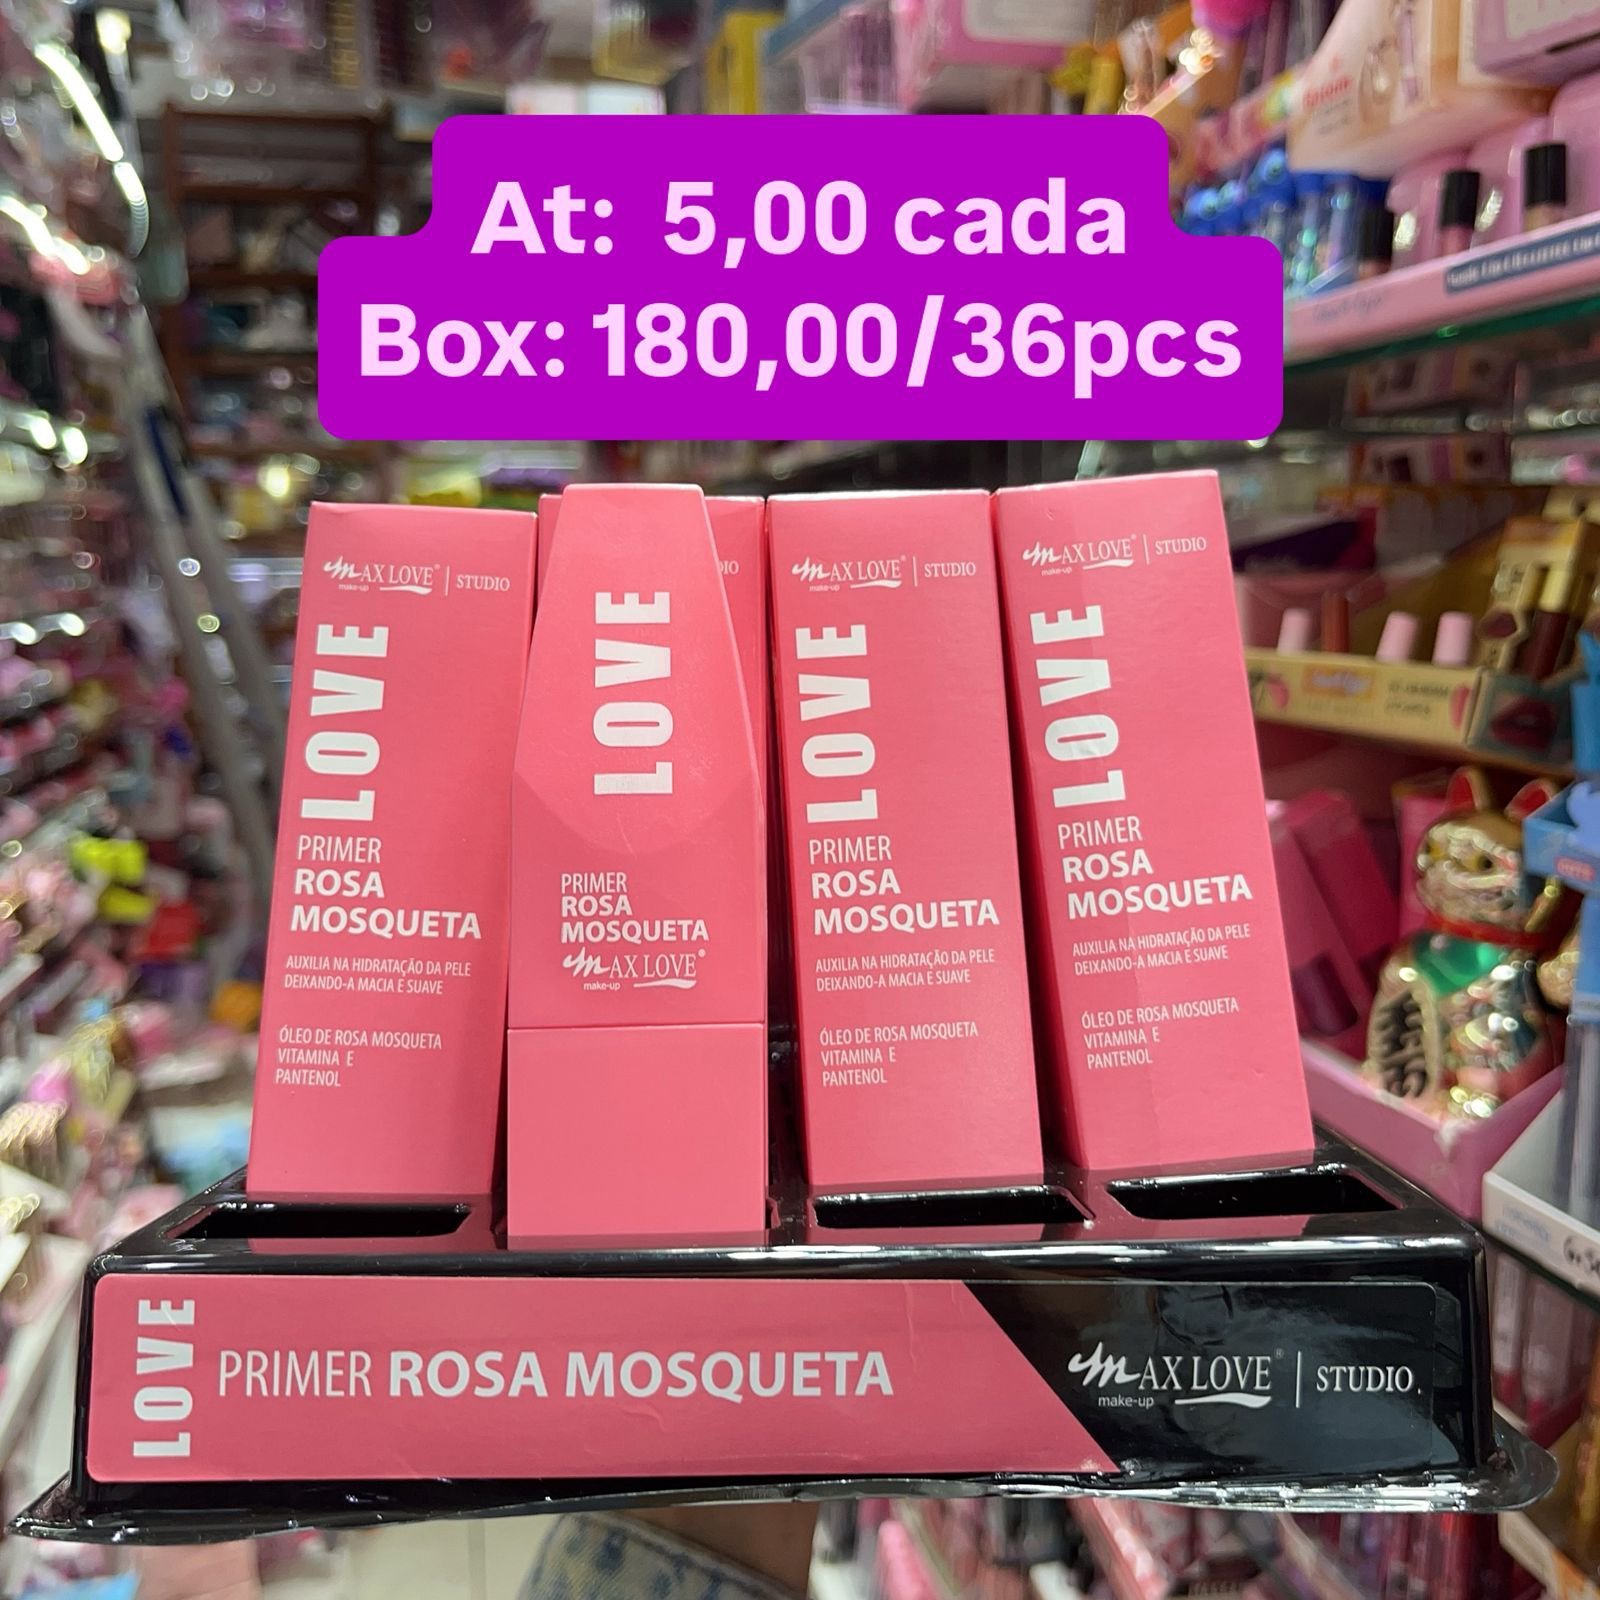 At: 5,00 cada
Box: 180,00/36pcs
MAX LOVE® | STUDIO
make-up
LOVE
PRIMER
ROSA
MOSQUETA
AUXILIA NA HIDRATAÇÃO DA PELE
DEIXANDO-A MACIA E SUAVE
ÓLEO DE ROSA MOSQUETA
VITAMINA E
PANTENOL
LOVE
PRIMER
ROSA
MOSQUETA
MAX LOVE®
make-up
DIO
MAX LOVE® | STUDIO
make-up
LOVE
PRIMER
ROSA
MOSQUETA
AUXILIA NA HIDRATAÇÃO DA PELE
DEIXANDO-A MACIA E SUAVE
ÓLEO DE ROSA MOSQUETA
VITAMINA E
PANTENOL
MAX LOVE® | STUDIO
make-up
LOVE
PRIMER
ROSA
MOSQUETA
AUXILIA NA HIDRATAÇÃO DA PELE
DEIXANDO-A MACIA E SUAVE
ÓLEO DE ROSA MOSQUETA
VITAMINA E
PANTENOL
LOVE
PRIMER ROSA MOSQUETA
MAX LOVE® | STUDIO
make-up